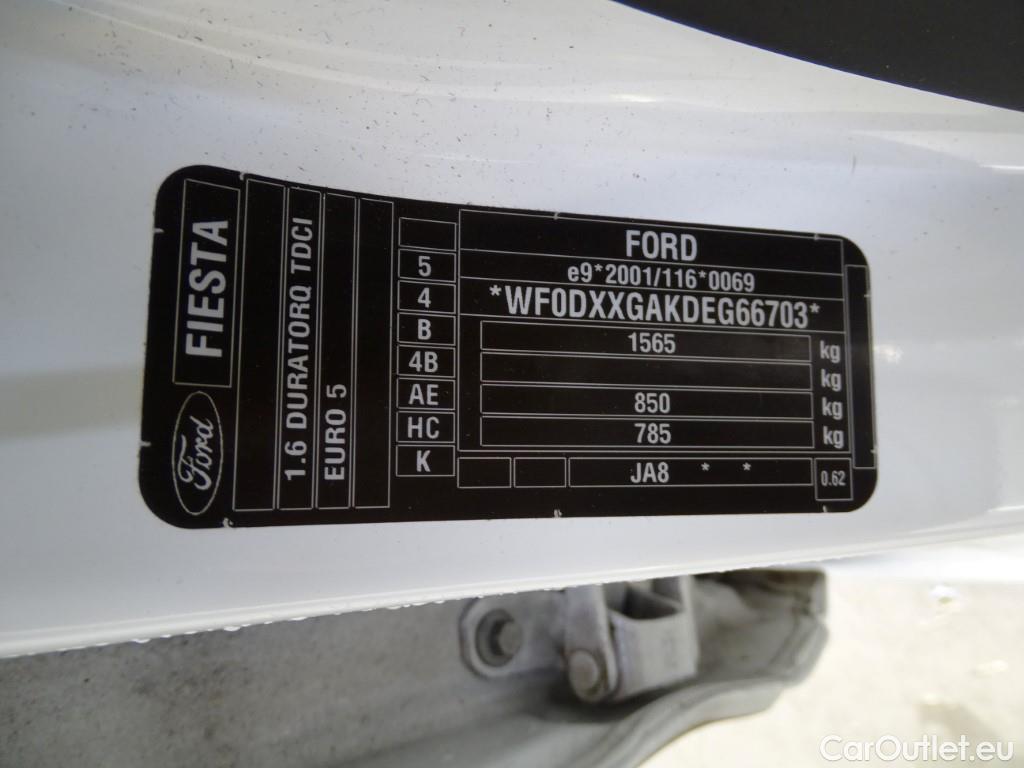 FIESTA
Ford
1.6 DURATORQ TDCI
EURO 5
5
4
B
4B
AE
HC
K
FORD
e9*2001/116*0069
*WF0DXXGAKDEG66703*
1565 kg
kg
850 kg
785 kg
JA8 * *
0.62
CarOutlet.eu